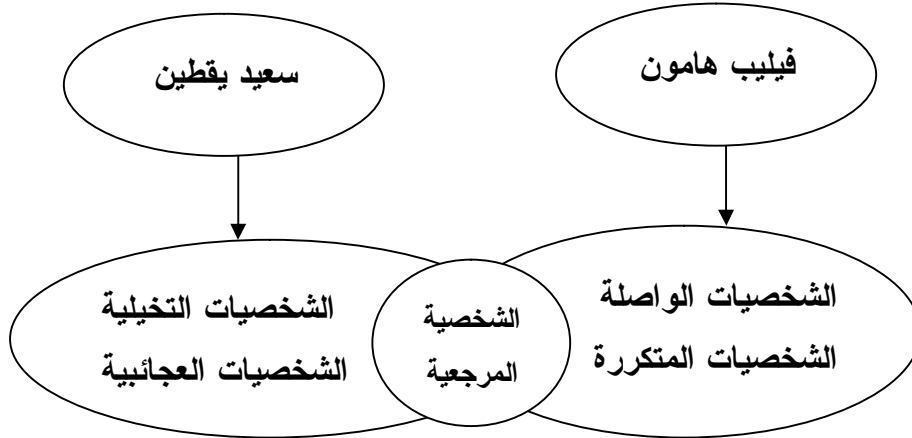 فيليب هامون
سعيد يقطين
الشخصيات الواصلة
الشخصيات المتكررة
الشخصية
المرجعية
الشخصيات التخيلية
الشخصيات العجائبية